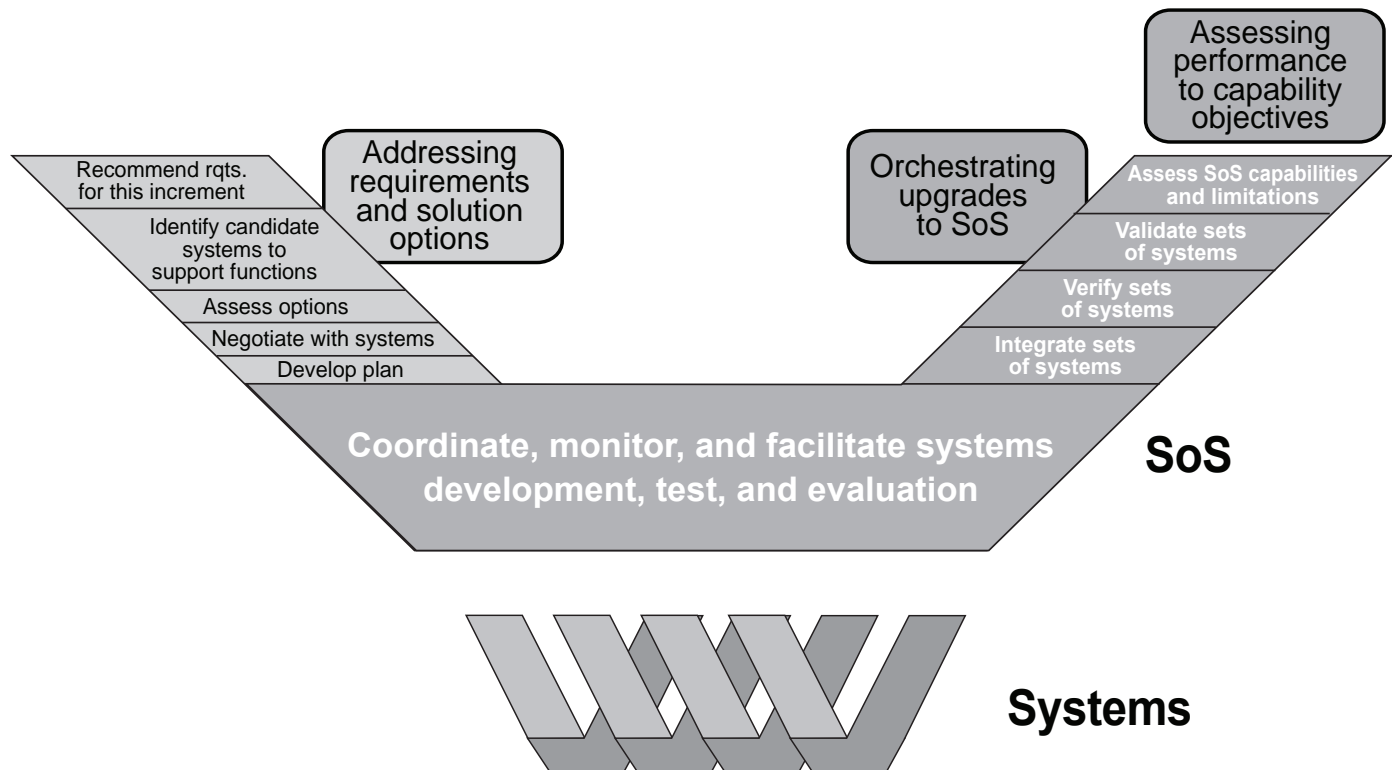 Assessing
performance
to capability
objectives
Addressing
requirements
and solution
options
Orchestrating
upgrades
to SoS
Recommend rqts.
for this increment
Identify candidate
systems to
support functions
Assess options
Negotiate with systems
Develop plan
Assess SoS capabilities
and limitations
Validate sets
of systems
Verify sets
of systems
Integrate sets
of systems
Coordinate, monitor, and facilitate systems
development, test, and evaluation
SoS
Systems